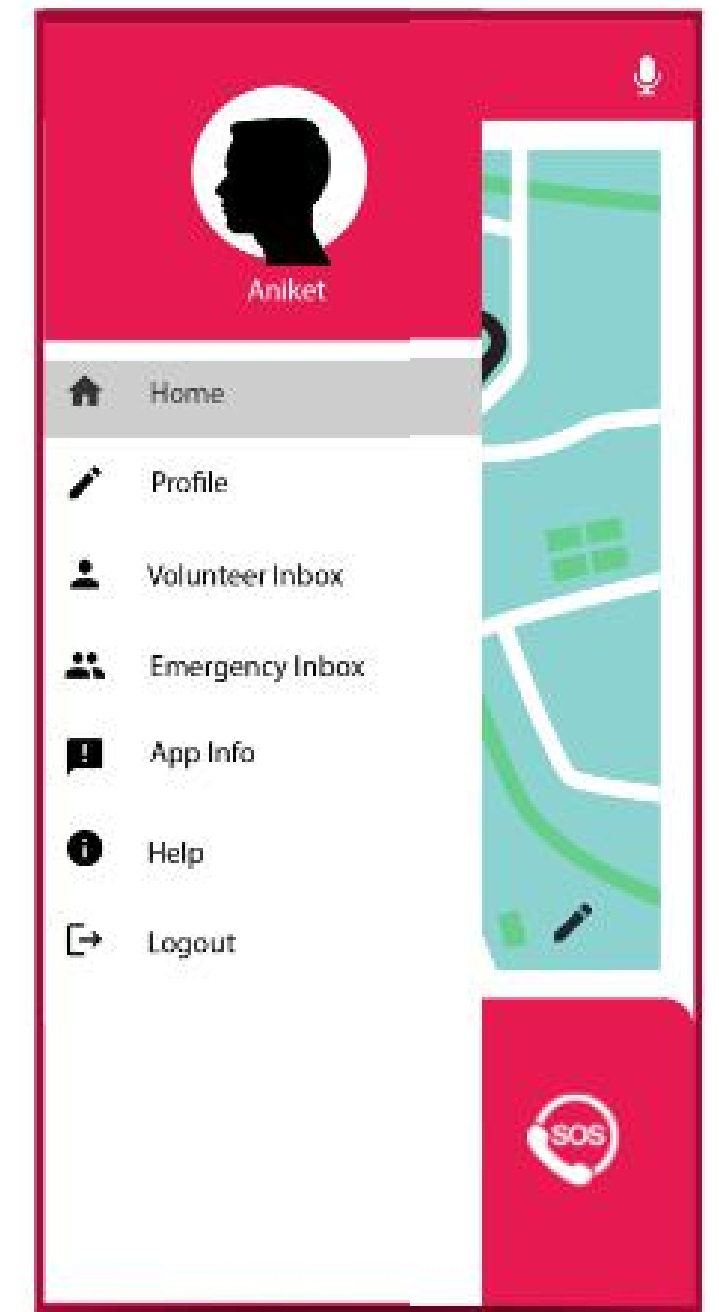 Aniket
Home
Profile
Volunteer Inbox
Emergency Inbox
App Info
Help
Logout
SOS